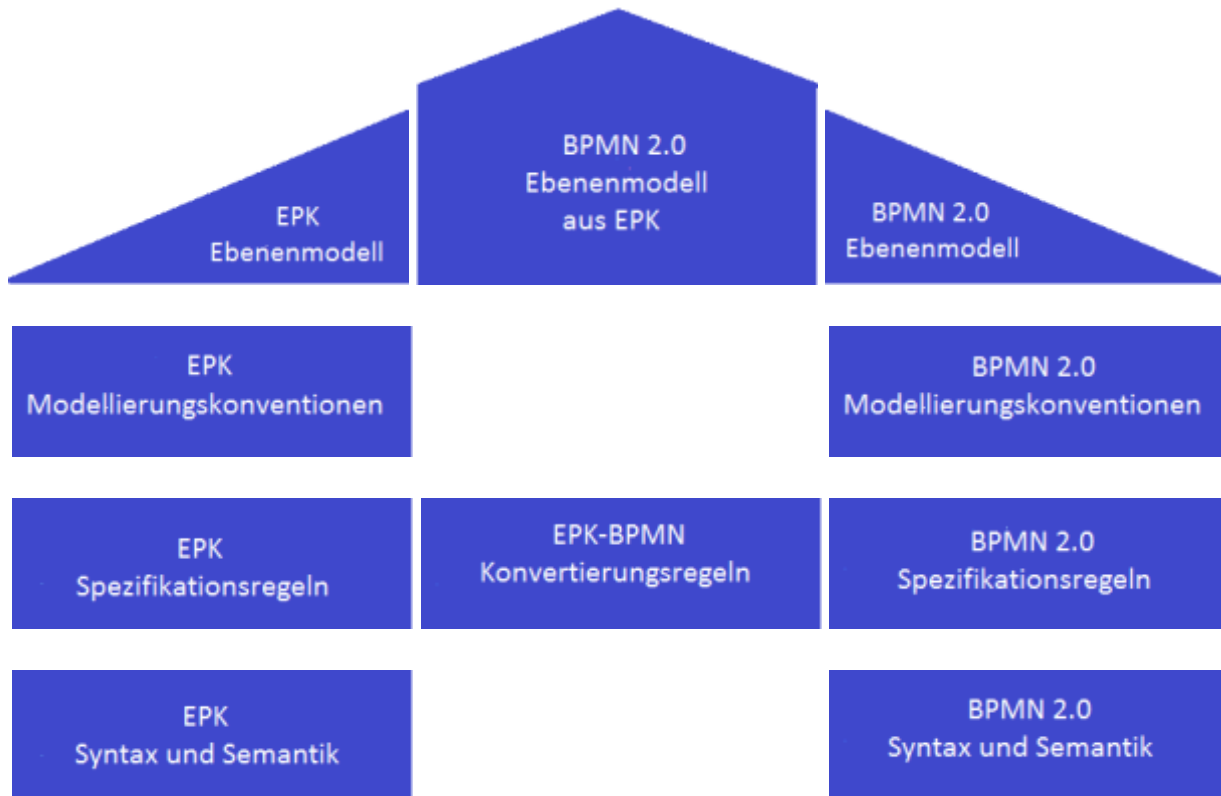 BPMN 2.0
Ebenenmodell
aus EPK
EPK
Ebenenmodell
BPMN 2.0
Ebenenmodell
EPK
Modellierungskonventionen
BPMN 2.0
Modellierungskonventionen
EPK
Spezifikationsregeln
EPK-BPMN
Konvertierungsregeln
BPMN 2.0
Spezifikationsregeln
EPK
Syntax und Semantik
BPMN 2.0
Syntax und Semantik